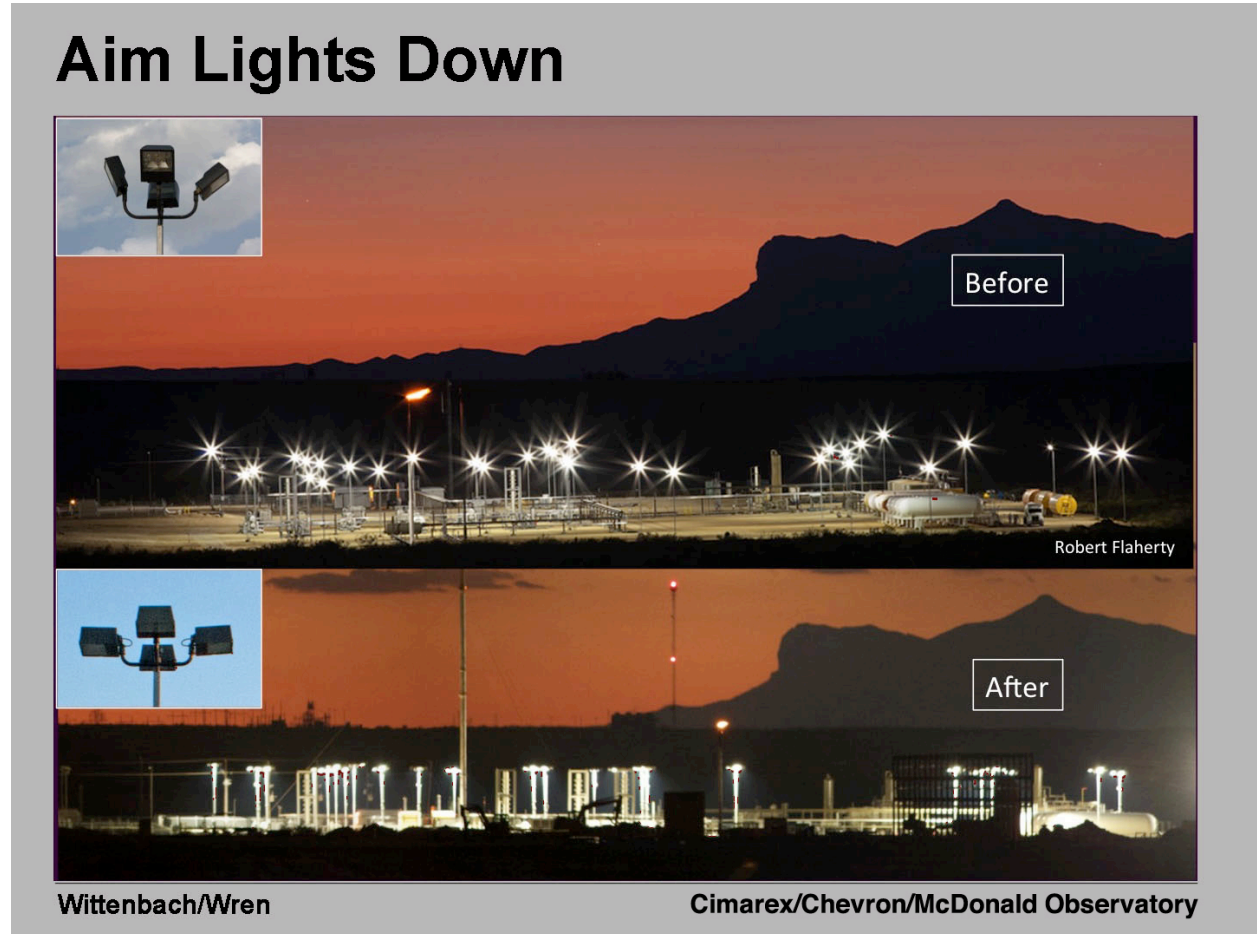 Aim Lights Down
Before
Robert Flaherty
After
Wittenbach/Wren
Cimarex/Chevron/McDonald Observatory